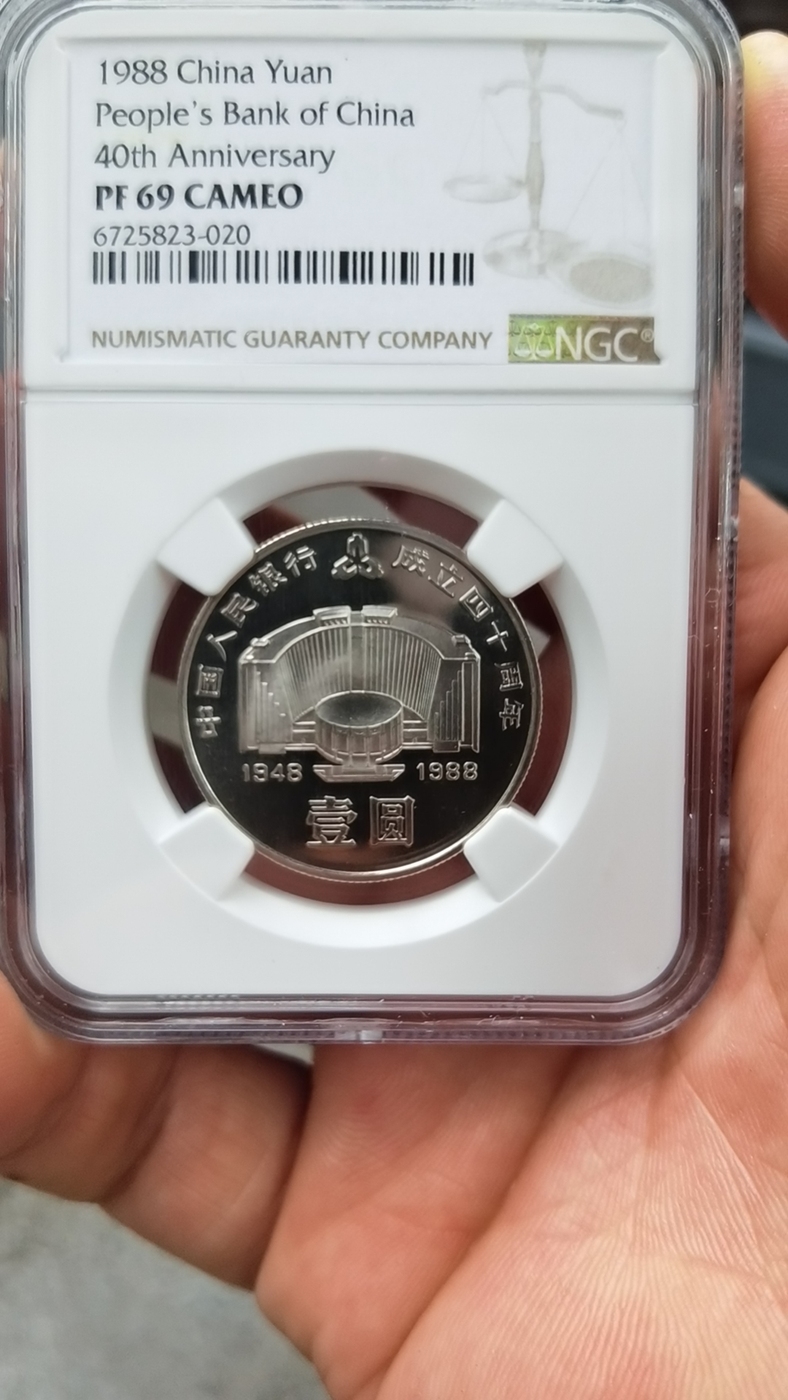 1988 China Yuan
People's Bank of China
40th Anniversary
PF 69 CAMEO
6725823-020
NUMISMATIC GUARANTY COMPANY
NGC®
中国人民银行 成立四十周年
1948 1988
壹圆